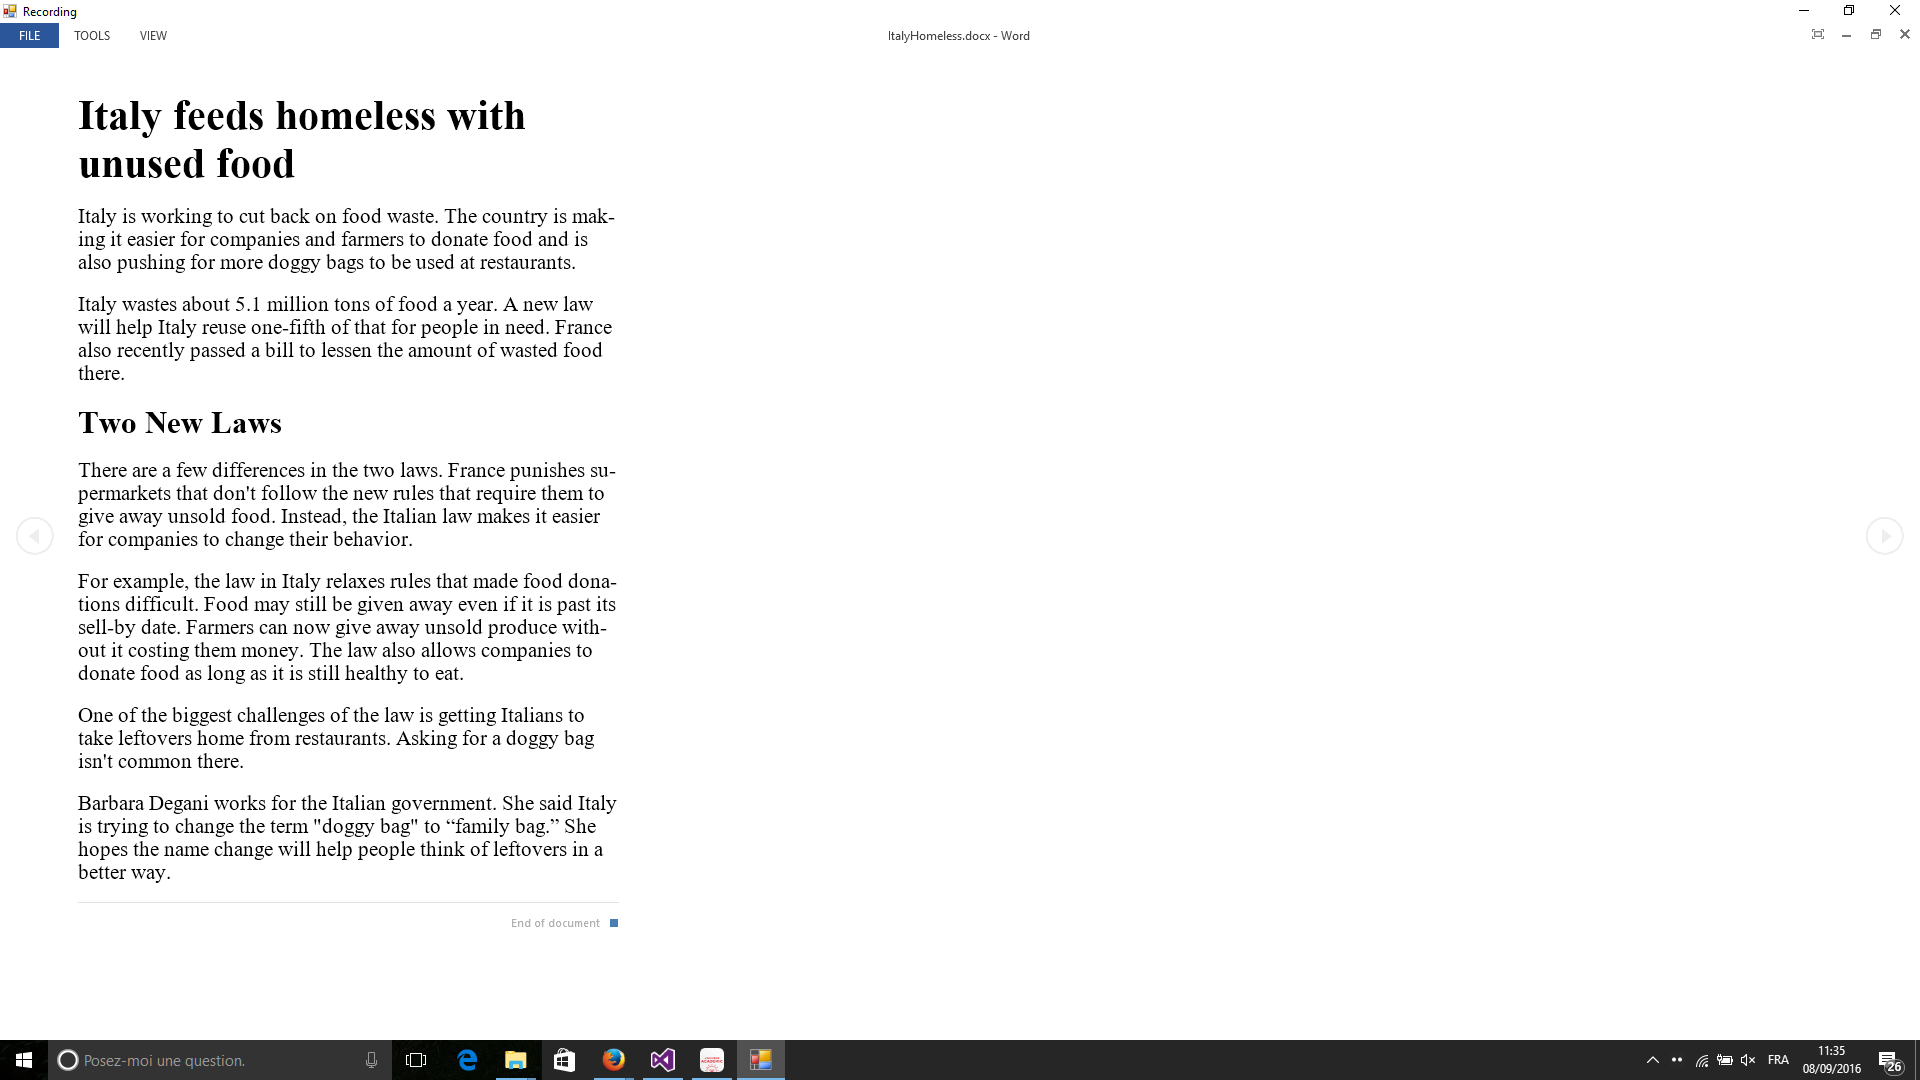 Recording
FILE TOOLS VIEW ItalyHomeless.docx - Word
Italy feeds homeless with
unused food
Italy is working to cut back on food waste. The country is mak-
ing it easier for companies and farmers to donate food and is
also pushing for more doggy bags to be used at restaurants.
Italy wastes about 5.1 million tons of food a year. A new law
will help Italy reuse one-fifth of that for people in need. France
also recently passed a bill to lessen the amount of wasted food
there.
Two New Laws
There are a few differences in the two laws. France punishes su-
permarkets that don't follow the new rules that require them to
give away unsold food. Instead, the Italian law makes it easier
for companies to change their behavior.
For example, the law in Italy relaxes rules that made food dona-
tions difficult. Food may still be given away even if it is past its
sell-by date. Farmers can now give away unsold produce with-
out it costing them money. The law also allows companies to
donate food as long as it is still healthy to eat.
One of the biggest challenges of the law is getting Italians to
take leftovers home from restaurants. Asking for a doggy bag
isn't common there.
Barbara Degani works for the Italian government. She said Italy
is trying to change the term "doggy bag" to “family bag.” She
hopes the name change will help people think of leftovers in a
better way.
End of document
Posez-moi une question.
FRA
11:35
08/09/2016
26